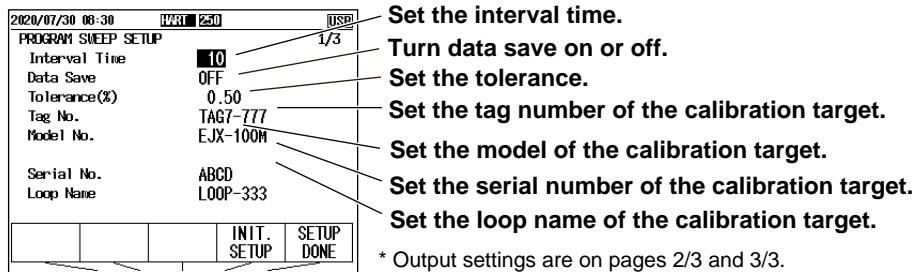 2020/07/30 08:30 HART 250 USB
PROGRAM SWEEP SETUP 1/3
Interval Time 10
Data Save OFF
Tolerance(%) 0.50
Tag No. TAG7-777
Model No. EJX-100M
Serial No. ABCD
Loop Name LOOP-333
INIT. SETUP
SETUP DONE
Set the interval time.
Turn data save on or off.
Set the tolerance.
Set the tag number of the calibration target.
Set the model of the calibration target.
Set the serial number of the calibration target.
Set the loop name of the calibration target.
* Output settings are on pages 2/3 and 3/3.